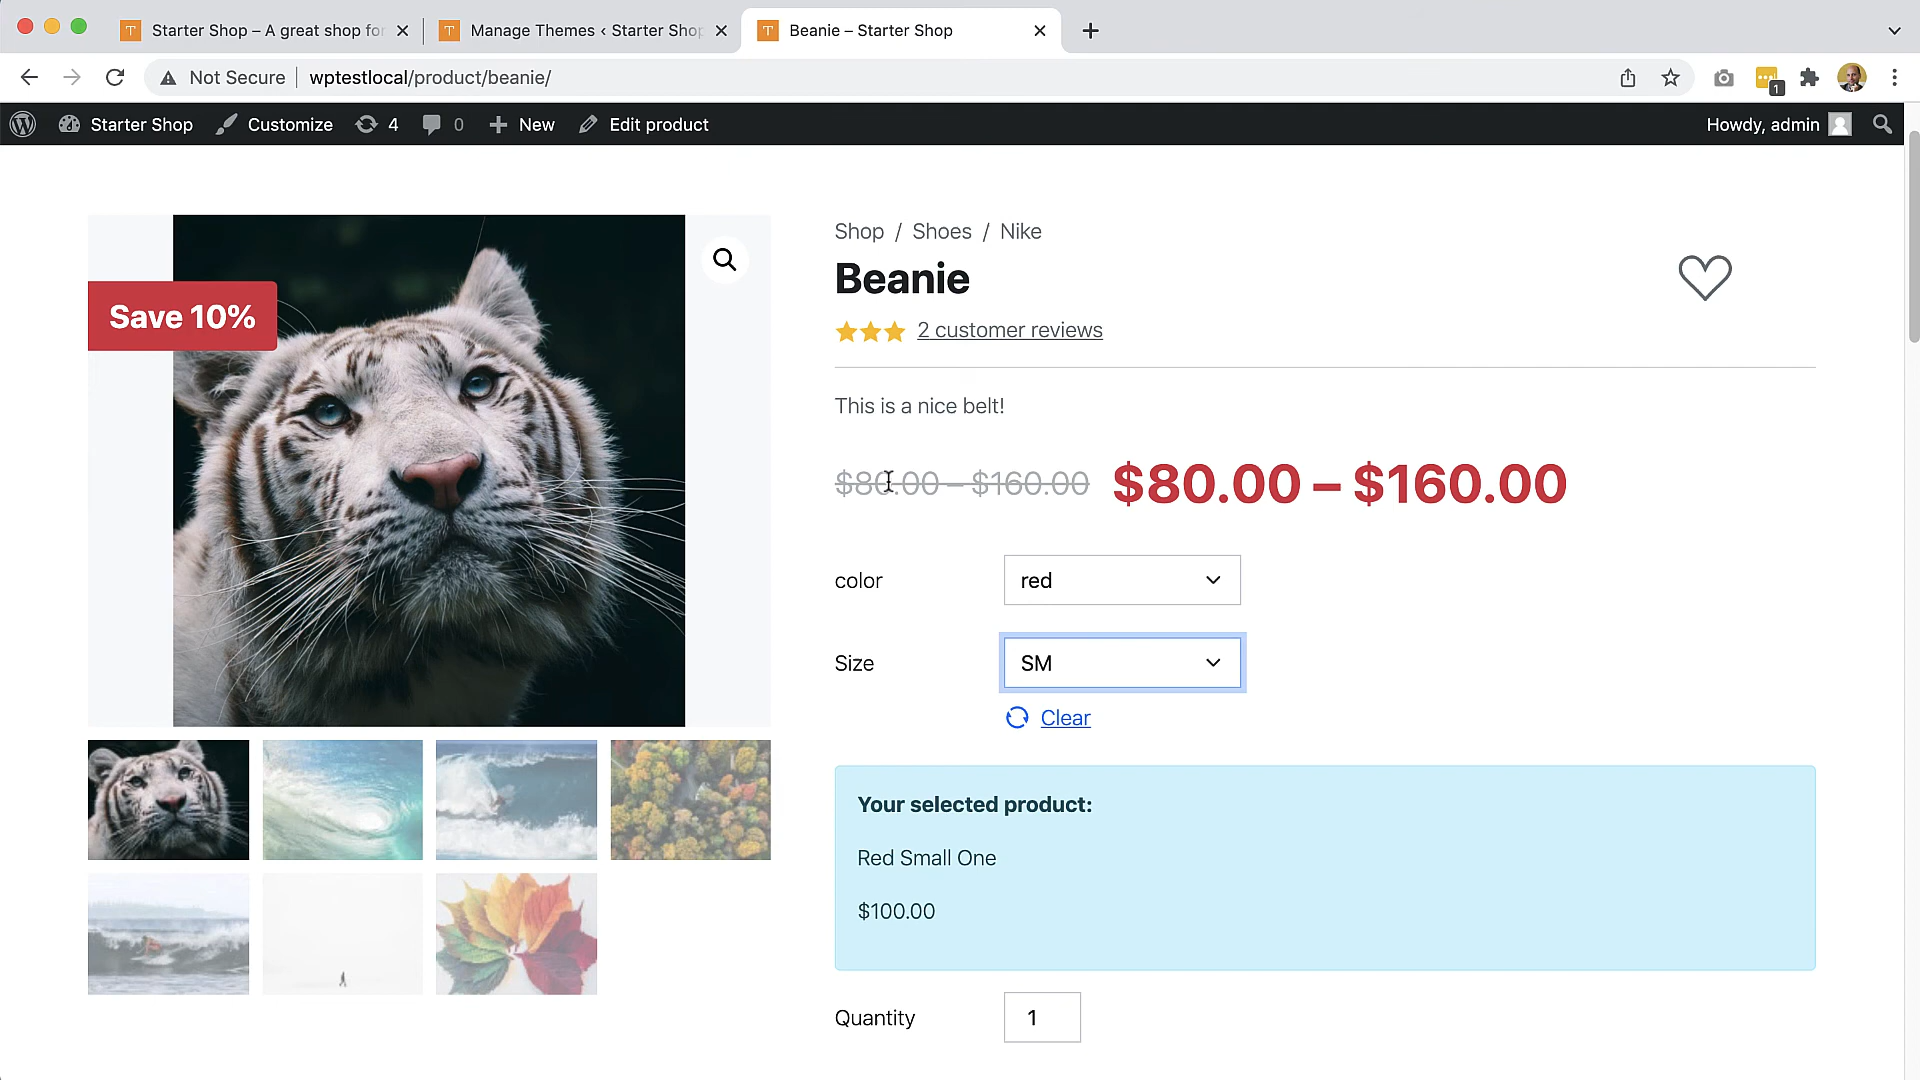 Starter Shop – A great shop for
Manage Themes ‹ Starter Shop
Beanie – Starter Shop
Not Secure
wptestlocal/product/beanie/
1
Starter Shop
Customize
4
0
New
Edit product
Howdy, admin
Save 10%
Shop / Shoes / Nike
Beanie
2 customer reviews
This is a nice belt!
$80.00 – $160.00 $80.00 – $160.00
color
red
Size
SM
Clear
Your selected product:
Red Small One
$100.00
Quantity
1